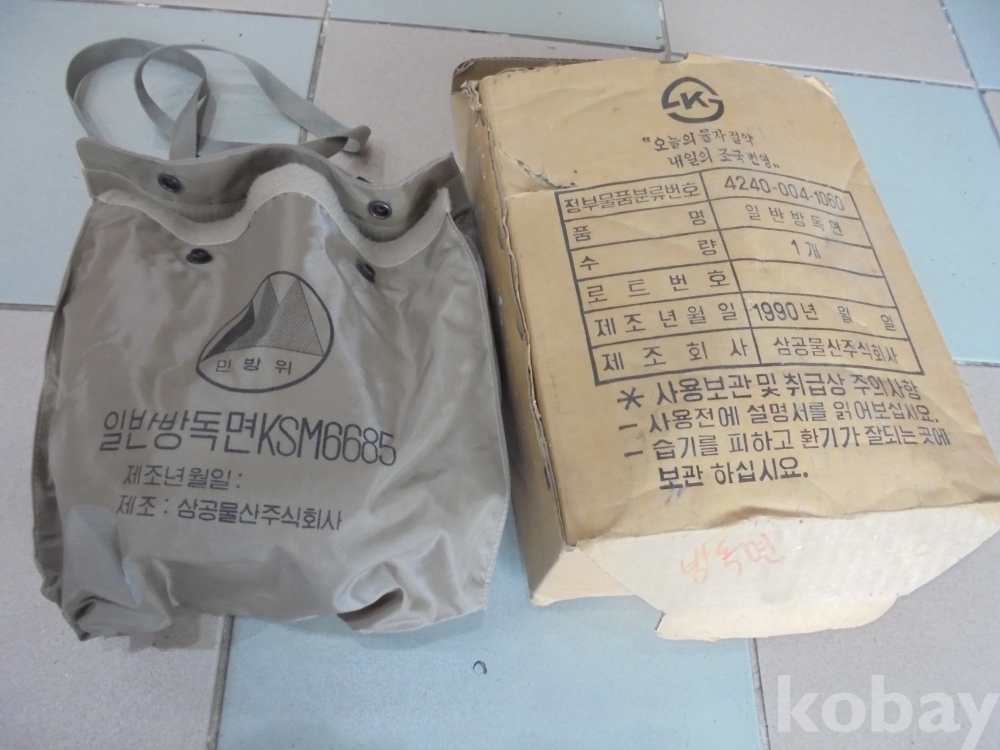 민방위
일반방독면KSM6685
제조년월일:
제조: 삼공물산주식회사
K
"오늘의 물자절약
내일의 조국번영"
정부물품분류번호 4240-004-1060
품명 일반방독면
수량 1개
로트번호
제조년월일 1990년 월 일
제조회사 삼공물산주식회사
* 사용보관 및 취급상 주의사항
- 사용전에 설명서를 읽어보십시요.
- 습기를 피하고 환기가 잘되는 곳에
보관 하십시요.
방독면
kobay